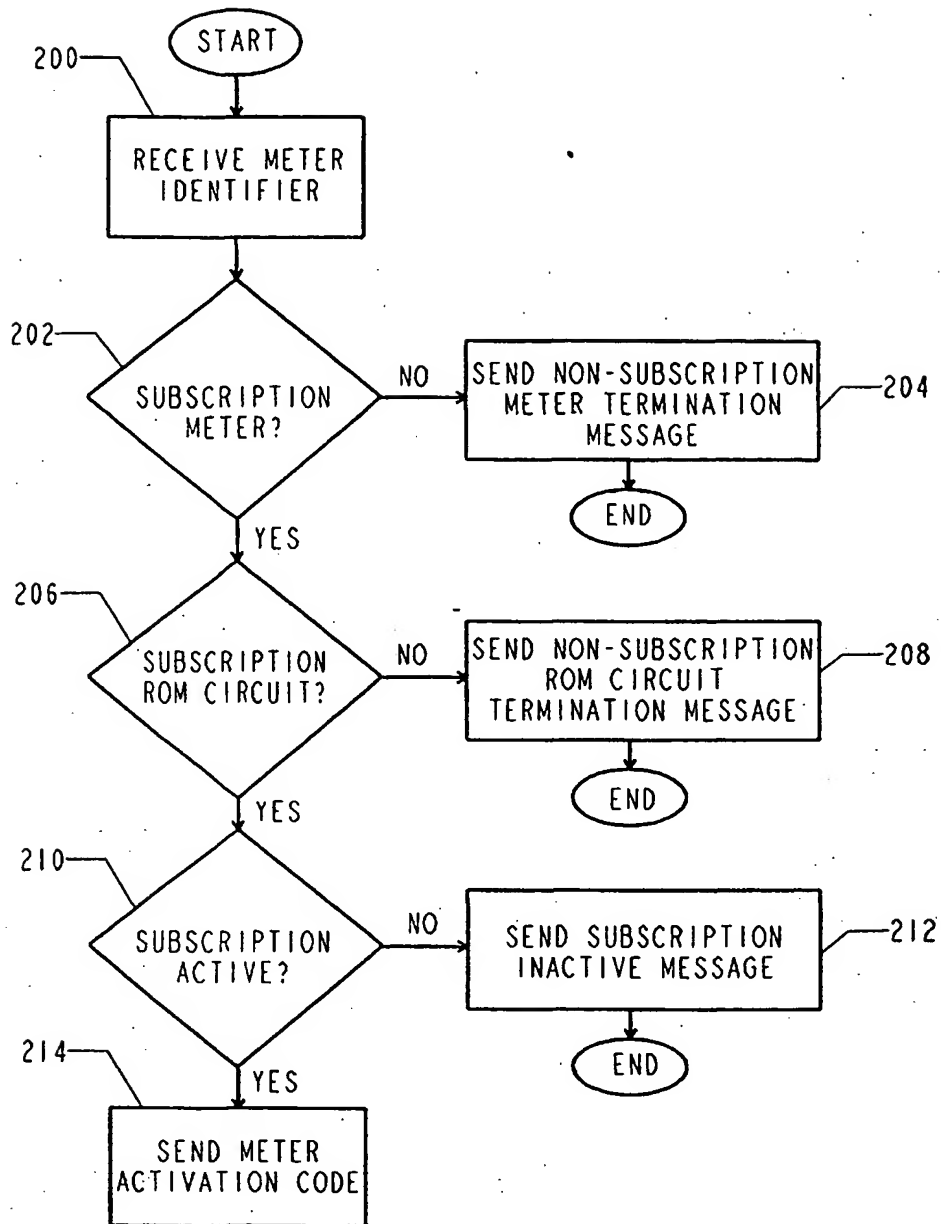 START
200
RECEIVE METER
IDENTIFIER
202
SUBSCRIPTION
METER?
NO
SEND NON-SUBSCRIPTION
METER TERMINATION
MESSAGE
204
END
YES
206
SUBSCRIPTION
ROM CIRCUIT?
NO
SEND NON-SUBSCRIPTION
ROM CIRCUIT
TERMINATION MESSAGE
208
END
YES
210
SUBSCRIPTION
ACTIVE?
NO
SEND SUBSCRIPTION
INACTIVE MESSAGE
212
END
214
YES
SEND METER
ACTIVATION CODE